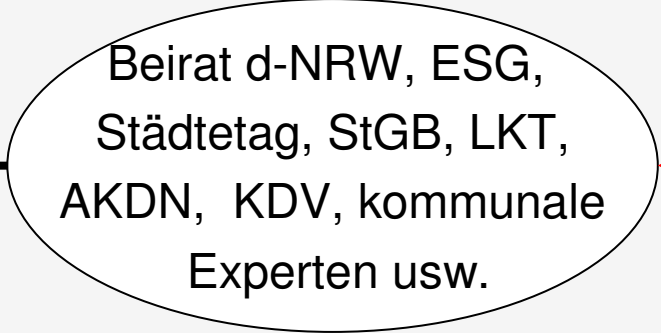 Beirat d-NRW, ESG,
Städtetag, StGB, LKT,
AKDN, KDV, kommunale
Experten usw.